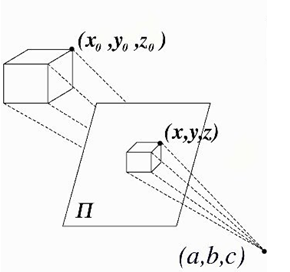 (x₀ ,y₀ ,z₀ )
(x,y,z)
Π
(a,b,c)